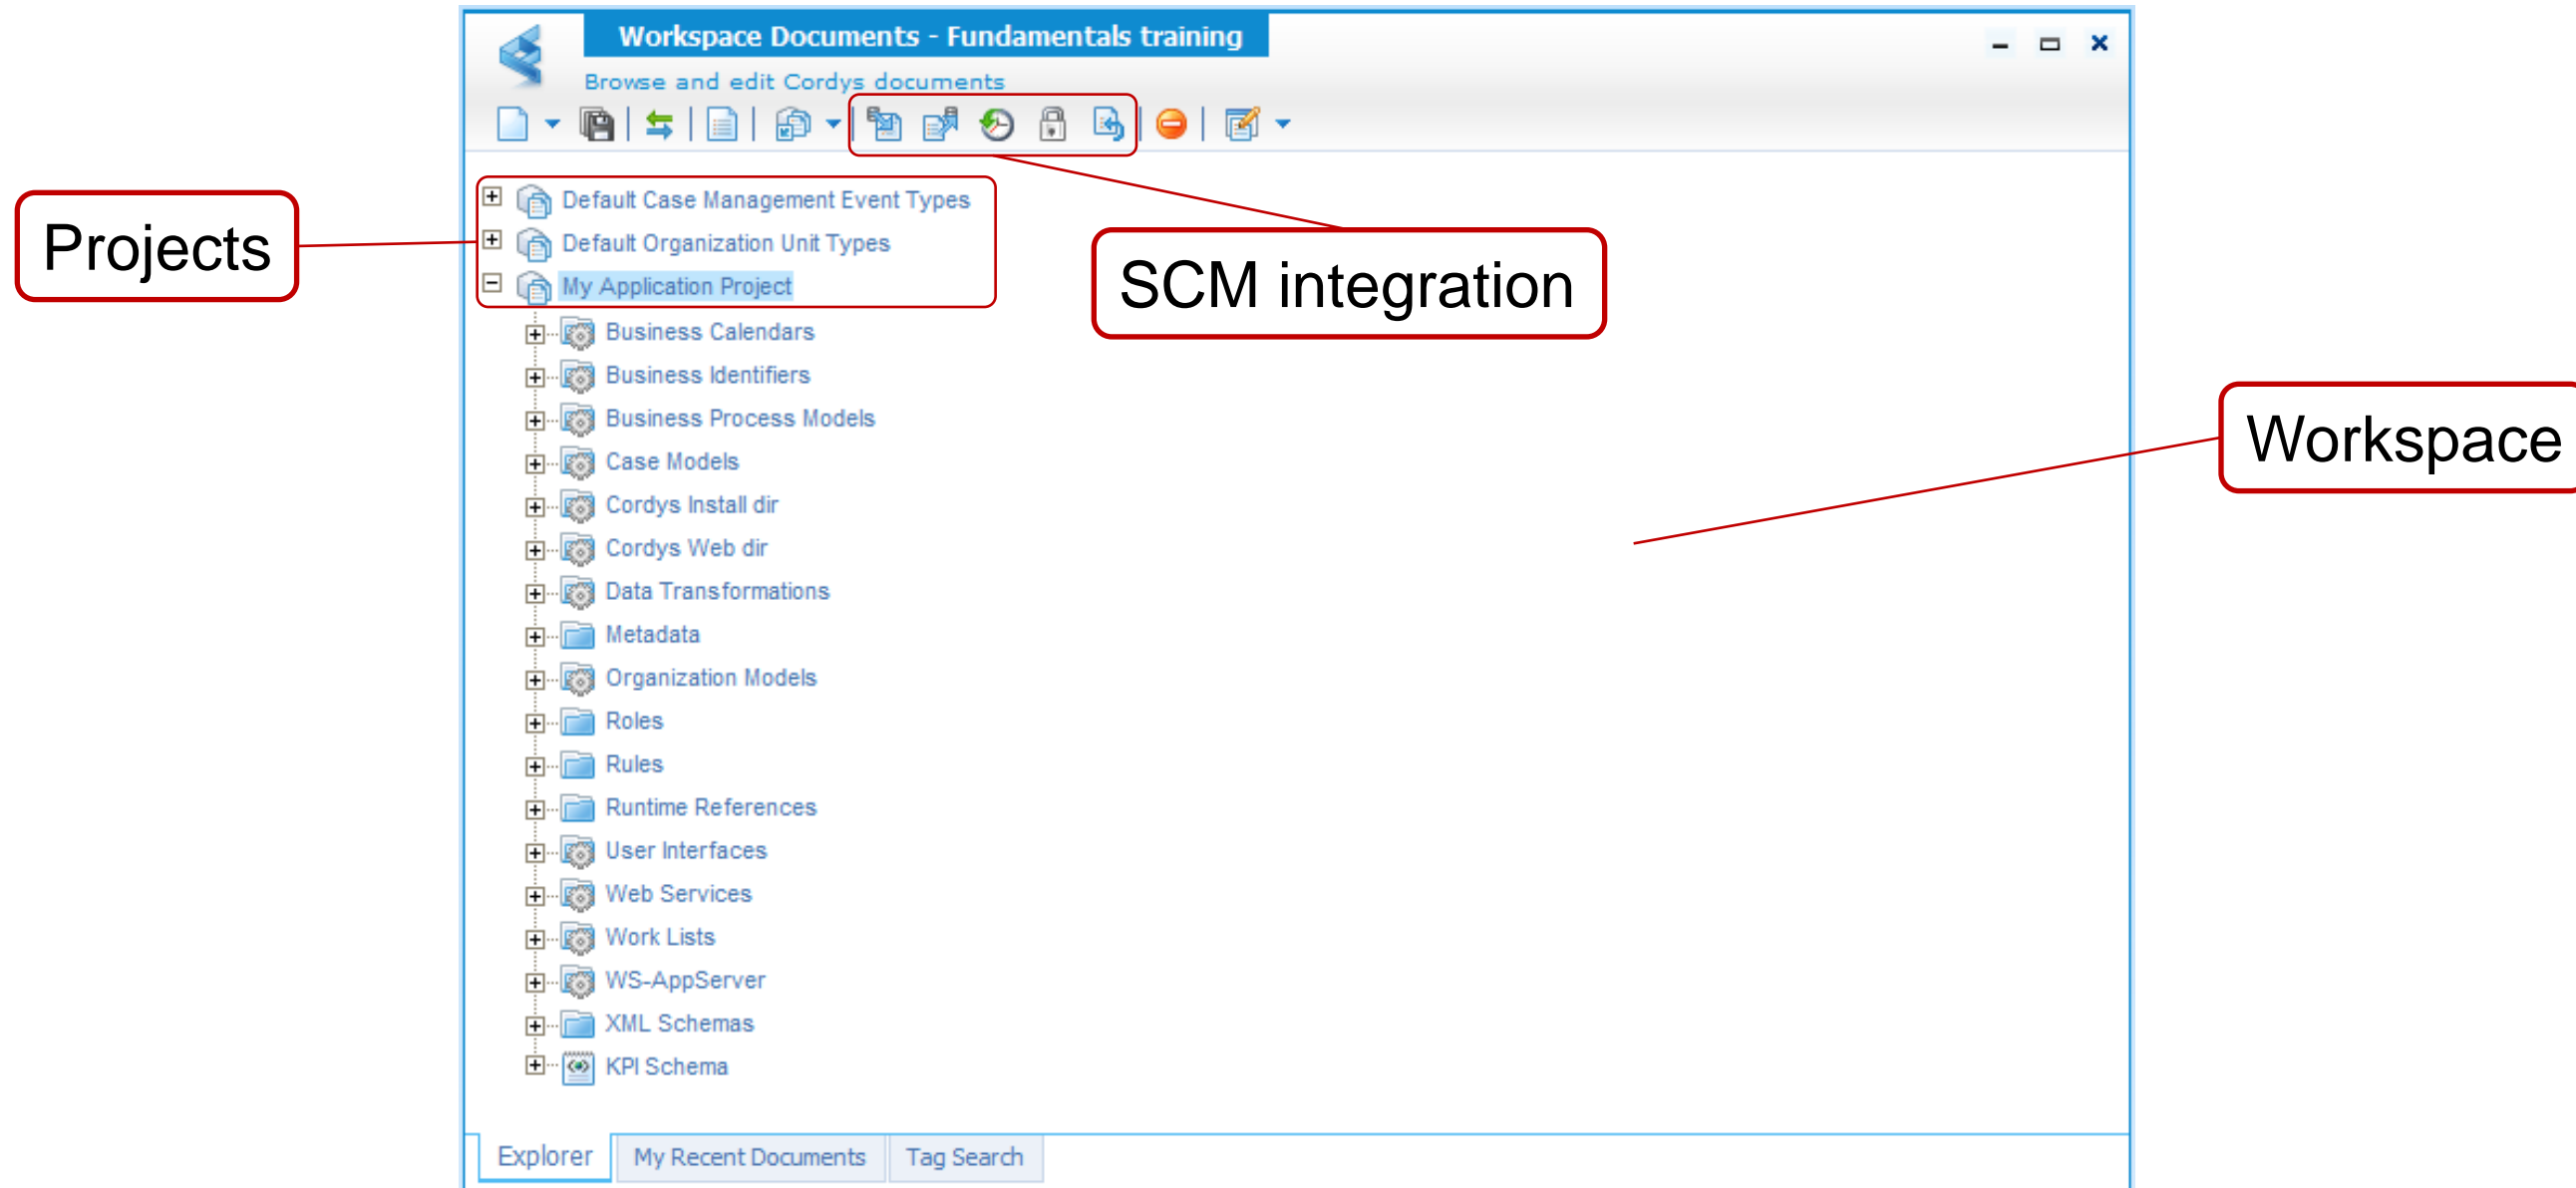 Workspace Documents - Fundamentals training
Browse and edit Cordys documents
Projects
Default Case Management Event Types
Default Organization Unit Types
My Application Project
SCM integration
Workspace
Business Calendars
Business Identifiers
Business Process Models
Case Models
Cordys Install dir
Cordys Web dir
Data Transformations
Metadata
Organization Models
Roles
Rules
Runtime References
User Interfaces
Web Services
Work Lists
WS-AppServer
XML Schemas
KPI Schema
Explorer My Recent Documents Tag Search